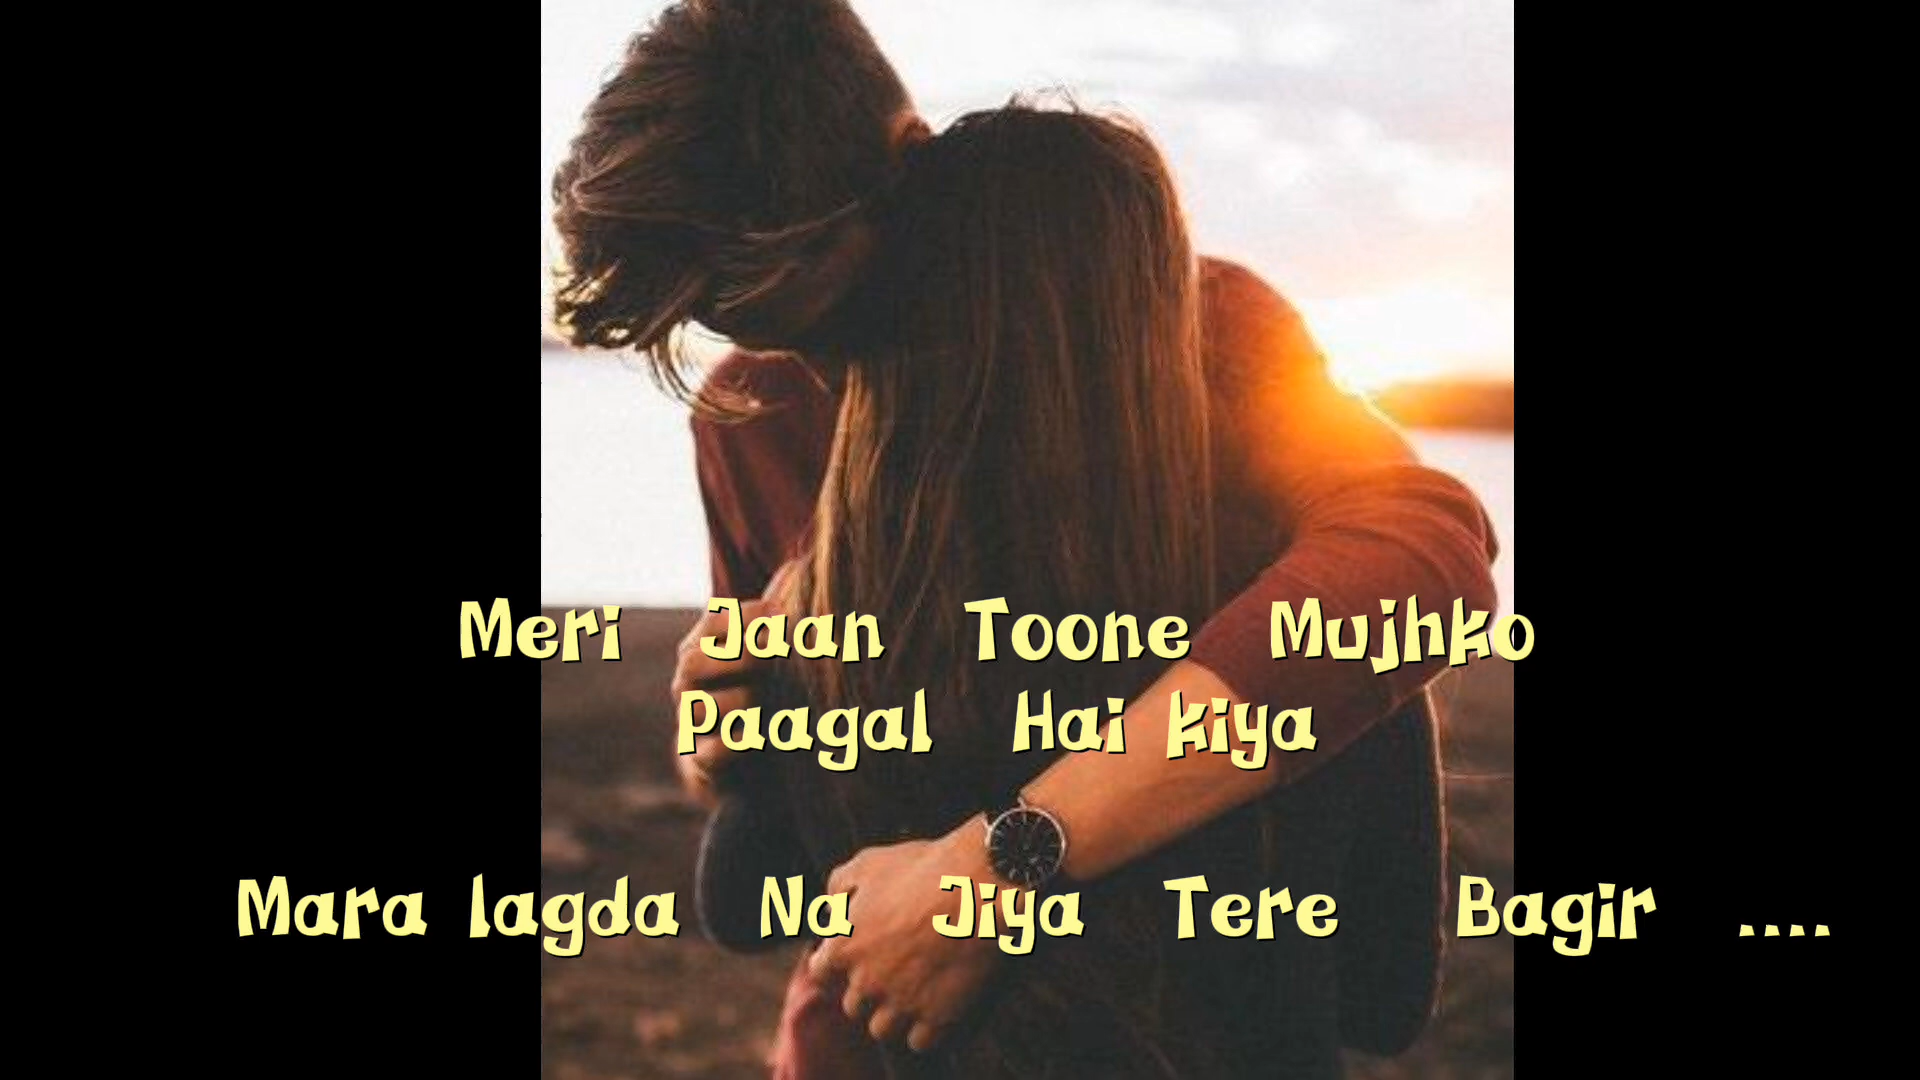 Meri Jaan Toone Mujhko
Paagal Hai kiya
Mara lagda Na Jiya Tere Bagir ....